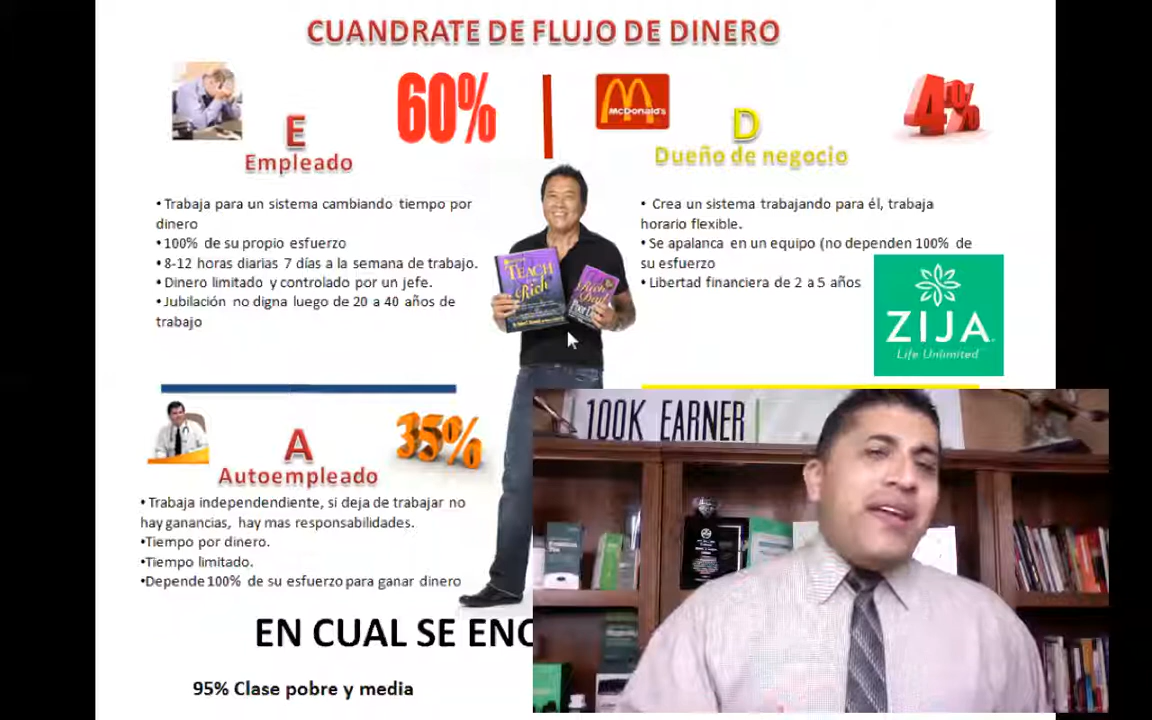 CUANDRATE DE FLUJO DE DINERO
60%
E
Empleado
• Trabaja para un sistema cambiando tiempo por
dinero
•100% de su propio esfuerzo
•8-12 horas diarias 7 días a la semana de trabajo.
• Dinero limitado y controlado por un jefe.
•Jubilación no digna luego de 20 a 40 años de
trabajo
McDonald's
D
Dueño de negocio
4%
• Crea un sistema trabajando para él, trabaja
horario flexible.
• Se apalanca en un equipo (no dependen 100% de
su esfuerzo
• Libertad financiera de 2 a 5 años
ZIJA
Life Unlimited
TEACH
Rich
Rich Dad
Poor
A
Autoempleado
35%
•Trabaja independendiente, si deja de trabajar no
hay ganancias, hay mas responsabilidades.
•Tiempo por dinero.
•Tiempo limitado.
•Depende 100% de su esfuerzo para ganar dinero
EN CUAL SE ENC
95% Clase pobre y media
100K EARNER